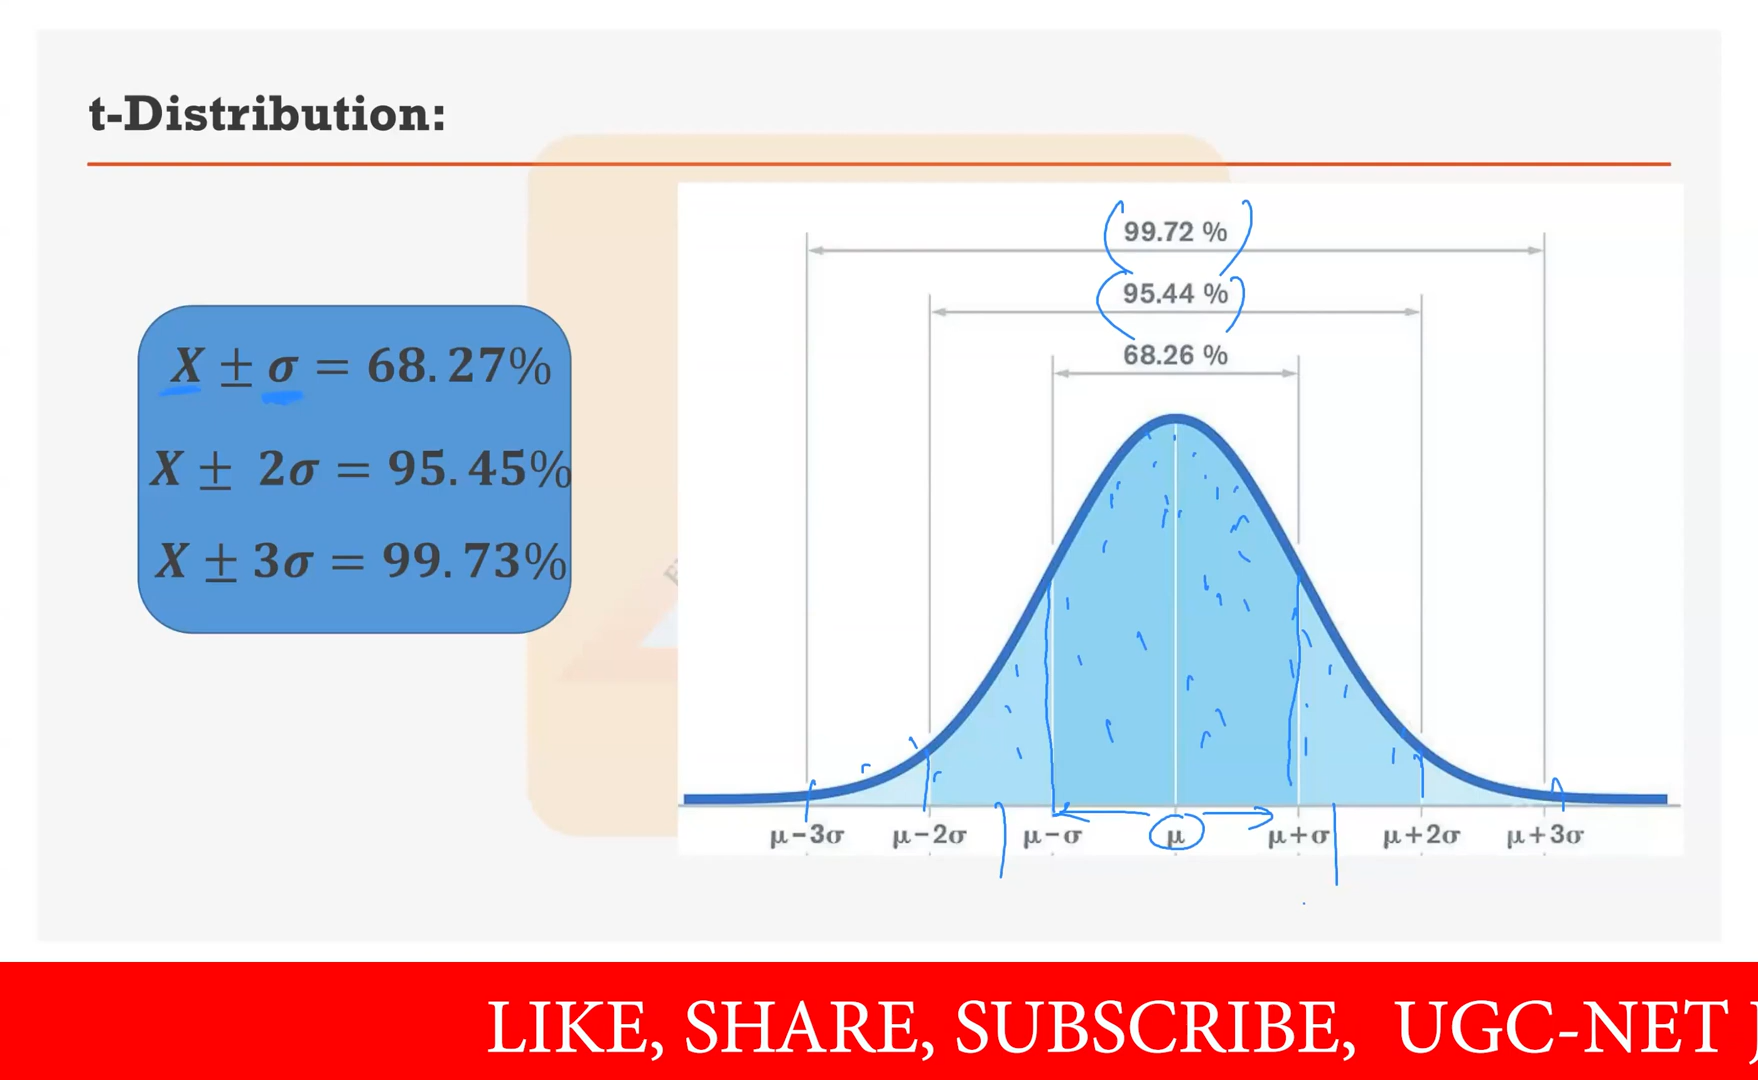 t-Distribution:
X ± σ = 68.27%
X ± 2σ = 95.45%
X ± 3σ = 99.73%
99.72 %
95.44 %
68.26 %
μ−3σ μ−2σ μ−σ μ μ+σ μ+2σ μ+3σ
LIKE, SHARE, SUBSCRIBE, UGC-NET